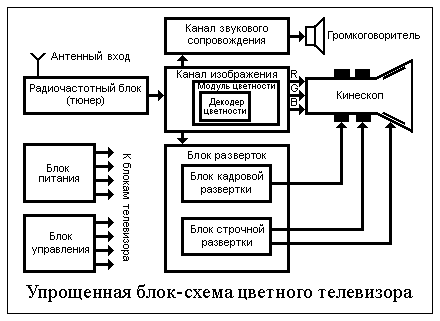 Канал звукового
сопровождения
Громкоговоритель
Антенный вход
Радиочастотный блок
(тюнер)
Канал изображения
Модуль цветности
Декодер
цветности
R
G
B
Кинескоп
Блок разверток
Блок кадровой
развертки
Блок строчной
развертки
Блок
питания
Блок
управления
К блокам телевизора
Упрощенная блок-схема цветного телевизора